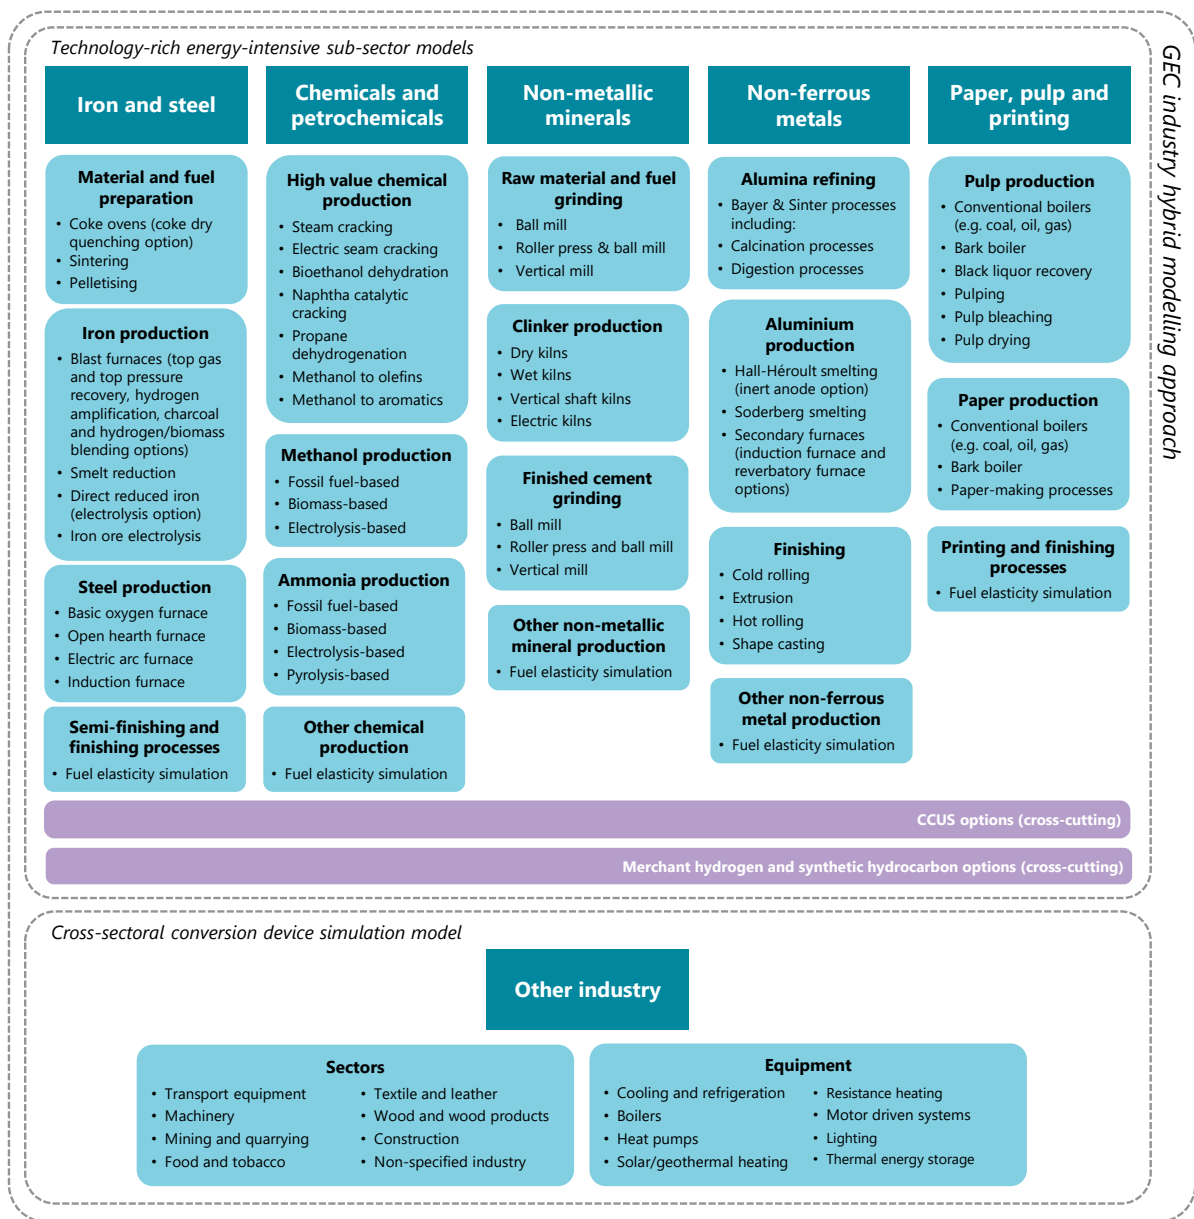 Technology-rich energy-intensive sub-sector models
GEC industry hybrid modelling approach
Iron and steel
Material and fuel
preparation
• Coke ovens (coke dry
quenching option)
• Sintering
• Pelletising
Iron production
• Blast furnaces (top gas
and top pressure
recovery, hydrogen
amplification, charcoal
and hydrogen/biomass
blending options)
• Smelt reduction
• Direct reduced iron
(electrolysis option)
• Iron ore electrolysis
Steel production
• Basic oxygen furnace
• Open hearth furnace
• Electric arc furnace
• Induction furnace
Semi-finishing and
finishing processes
• Fuel elasticity simulation
Chemicals and
petrochemicals
High value chemical
production
• Steam cracking
• Electric seam cracking
• Bioethanol dehydration
• Naphtha catalytic
cracking
• Propane
dehydrogenation
• Methanol to olefins
• Methanol to aromatics
Methanol production
• Fossil fuel-based
• Biomass-based
• Electrolysis-based
Ammonia production
• Fossil fuel-based
• Biomass-based
• Electrolysis-based
• Pyrolysis-based
Other chemical
production
• Fuel elasticity simulation
Non-metallic
minerals
Raw material and fuel
grinding
• Ball mill
• Roller press & ball mill
• Vertical mill
Clinker production
• Dry kilns
• Wet kilns
• Vertical shaft kilns
• Electric kilns
Finished cement
grinding
• Ball mill
• Roller press and ball mill
• Vertical mill
Other non-metallic
mineral production
• Fuel elasticity simulation
Non-ferrous
metals
Alumina refining
• Bayer & Sinter processes
including:
• Calcination processes
• Digestion processes
Aluminium
production
• Hall-Héroult smelting
(inert anode option)
• Soderberg smelting
• Secondary furnaces
(induction furnace and
reverbatory furnace
options)
Finishing
• Cold rolling
• Extrusion
• Hot rolling
• Shape casting
Other non-ferrous
metal production
• Fuel elasticity simulation
Paper, pulp and
printing
Pulp production
• Conventional boilers
(e.g. coal, oil, gas)
• Bark boiler
• Black liquor recovery
• Pulping
• Pulp bleaching
• Pulp drying
Paper production
• Conventional boilers
(e.g. coal, oil, gas)
• Bark boiler
• Paper-making processes
Printing and finishing
processes
• Fuel elasticity simulation
CCUS options (cross-cutting)
Merchant hydrogen and synthetic hydrocarbon options (cross-cutting)
Cross-sectoral conversion device simulation model
Other industry
Sectors
• Transport equipment
• Machinery
• Mining and quarrying
• Food and tobacco
• Textile and leather
• Wood and wood products
• Construction
• Non-specified industry
Equipment
• Cooling and refrigeration
• Boilers
• Heat pumps
• Solar/geothermal heating
• Resistance heating
• Motor driven systems
• Lighting
• Thermal energy storage